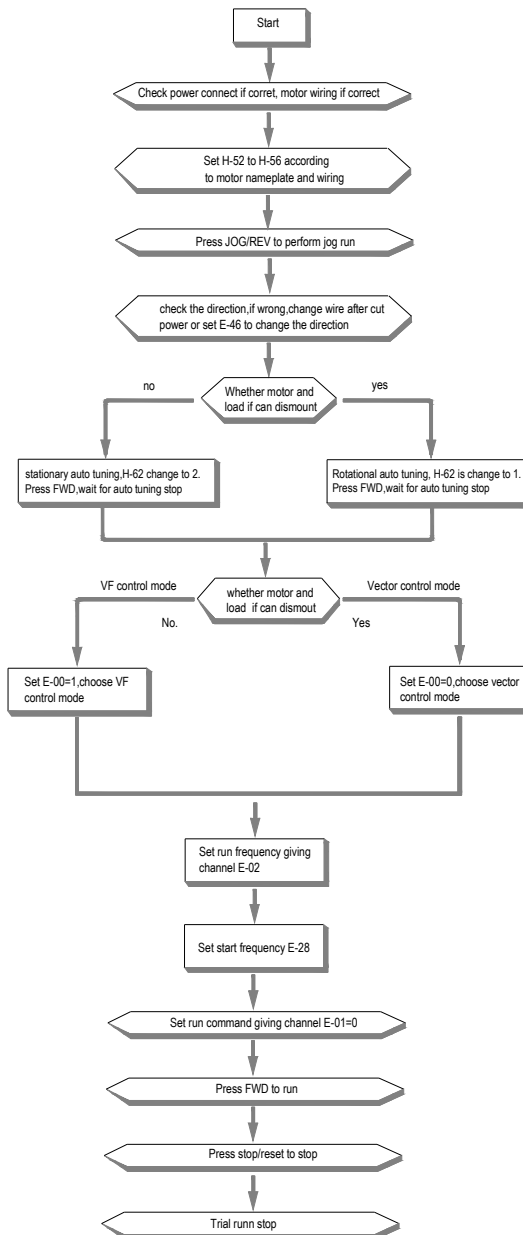 Start
Check power connect if corret, motor wiring if correct
Set H-52 to H-56 according
to motor nameplate and wiring
Press JOG/REV to perform jog run
check the direction,if wrong,change wire after cut
power or set E-46 to change the direction
no
Whether motor and
load if can dismount
yes
stationary auto tuning,H-62 change to 2.
Press FWD,wait for auto tuning stop
Rotational auto tuning, H-62 is change to 1.
Press FWD,wait for auto tuning stop
VF control mode
No.
whether motor and
load if can dismout
Vector control mode
Yes
Set E-00=1,choose VF
control mode
Set E-00=0,choose vector
control mode
Set run frequency giving
channel E-02
Set start frequency E-28
Set run command giving channel E-01=0
Press FWD to run
Press stop/reset to stop
Trial runn stop